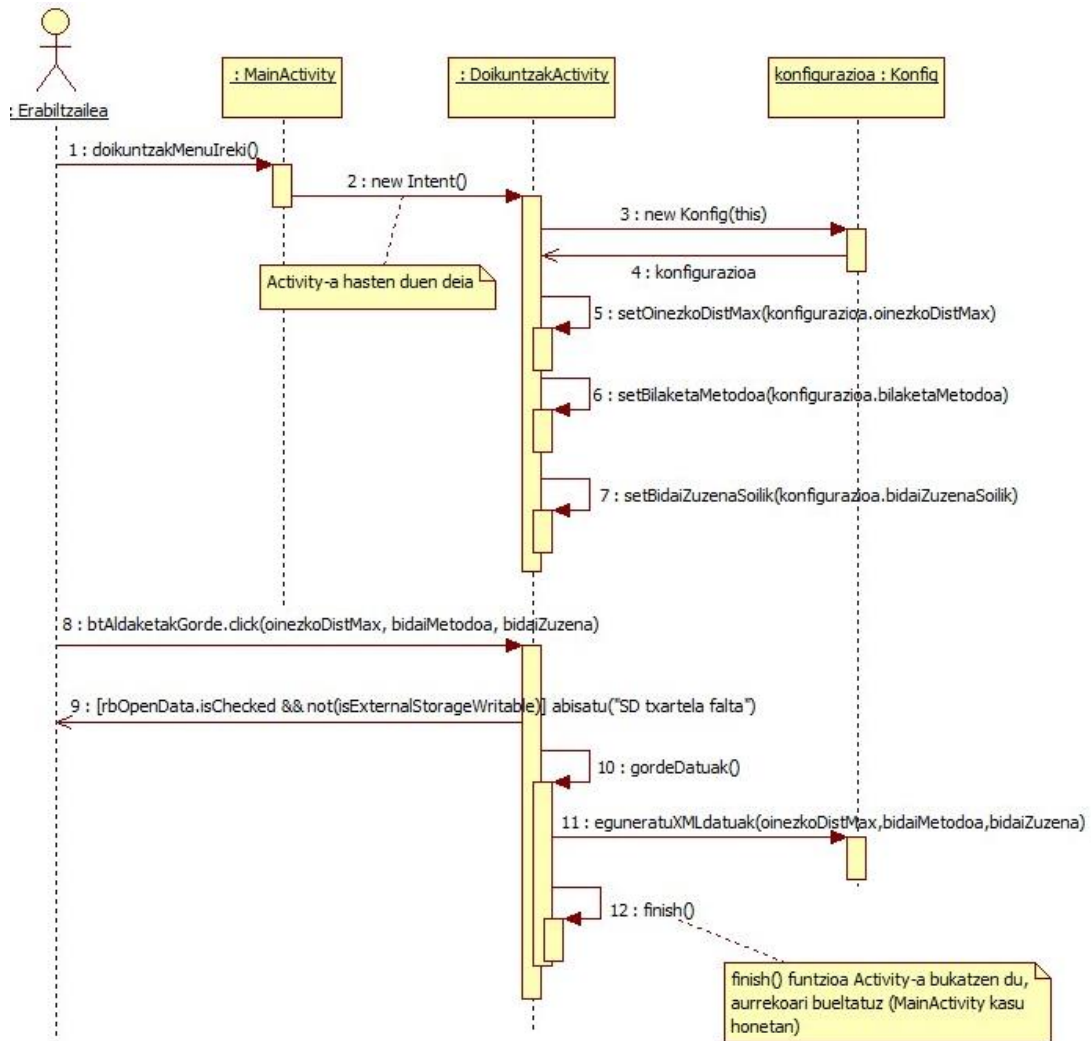 : Erabiltzailea
: MainActivity
: DoikuntzakActivity
konfigurazioa : Konfig
1 : doikuntzakMenuIreki()
2 : new Intent()
Activity-a hasten duen deia
3 : new Konfig(this)
4 : konfigurazioa
5 : setOinezkoDistMax(konfigurazioa.oinezkoDistMax)
6 : setBilaketaMetodoa(konfigurazioa.bilaketaMetodoa)
7 : setBidaiZuzenaSoilik(konfigurazioa.bidaiZuzenaSoilik)
8 : btAldaketakGorde.click(oinezkoDistMax, bidaiMetodoa, bidaiZuzena)
9 : [rbOpenData.isChecked && not(isExternalStorageWritable)] abisatu("SD txartela falta")
10 : gordeDatuak()
11 : eguneratuXMLdatuak(oinezkoDistMax,bidaiMetodoa,bidaiZuzena)
12 : finish()
finish() funtzioa Activity-a bukatzen du,
aurrekoari bueltatuz (MainActivity kasu
honetan)